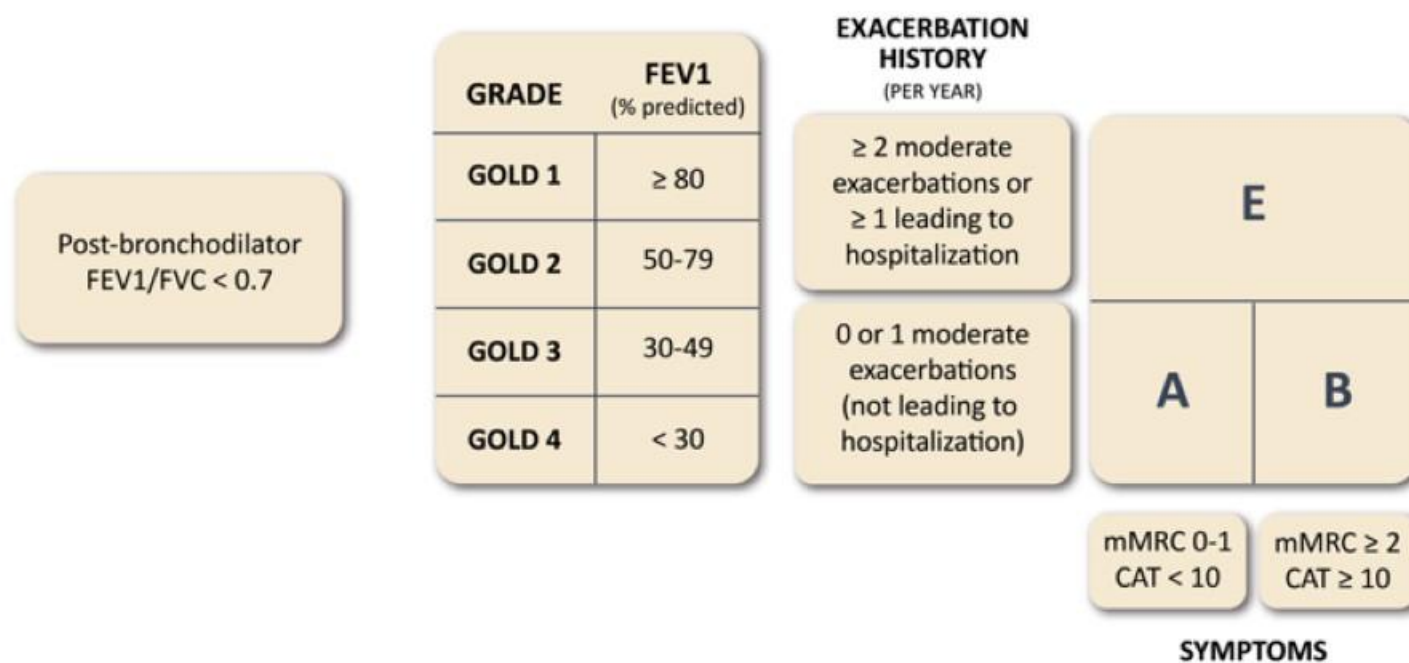 Post-bronchodilator
FEV1/FVC < 0.7
GRADE
FEV1
(% predicted)
GOLD 1
≥ 80
GOLD 2
50-79
GOLD 3
30-49
GOLD 4
< 30
EXACERBATION
HISTORY
(PER YEAR)
≥ 2 moderate
exacerbations or
≥ 1 leading to
hospitalization
0 or 1 moderate
exacerbations
(not leading to
hospitalization)
E
A
B
mMRC 0-1
CAT < 10
mMRC ≥ 2
CAT ≥ 10
SYMPTOMS